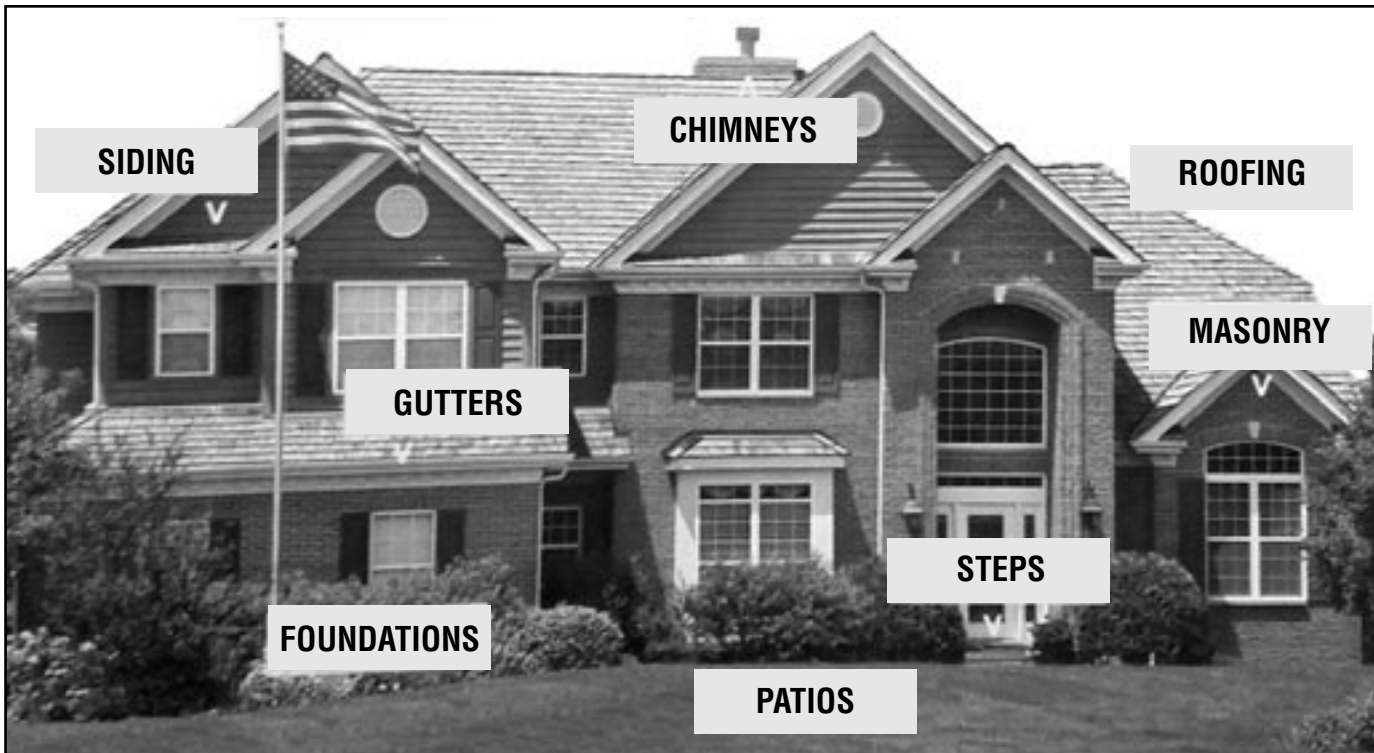 CHIMNEYS
SIDING
ROOFING
MASONRY
GUTTERS
STEPS
FOUNDATIONS
PATIOS